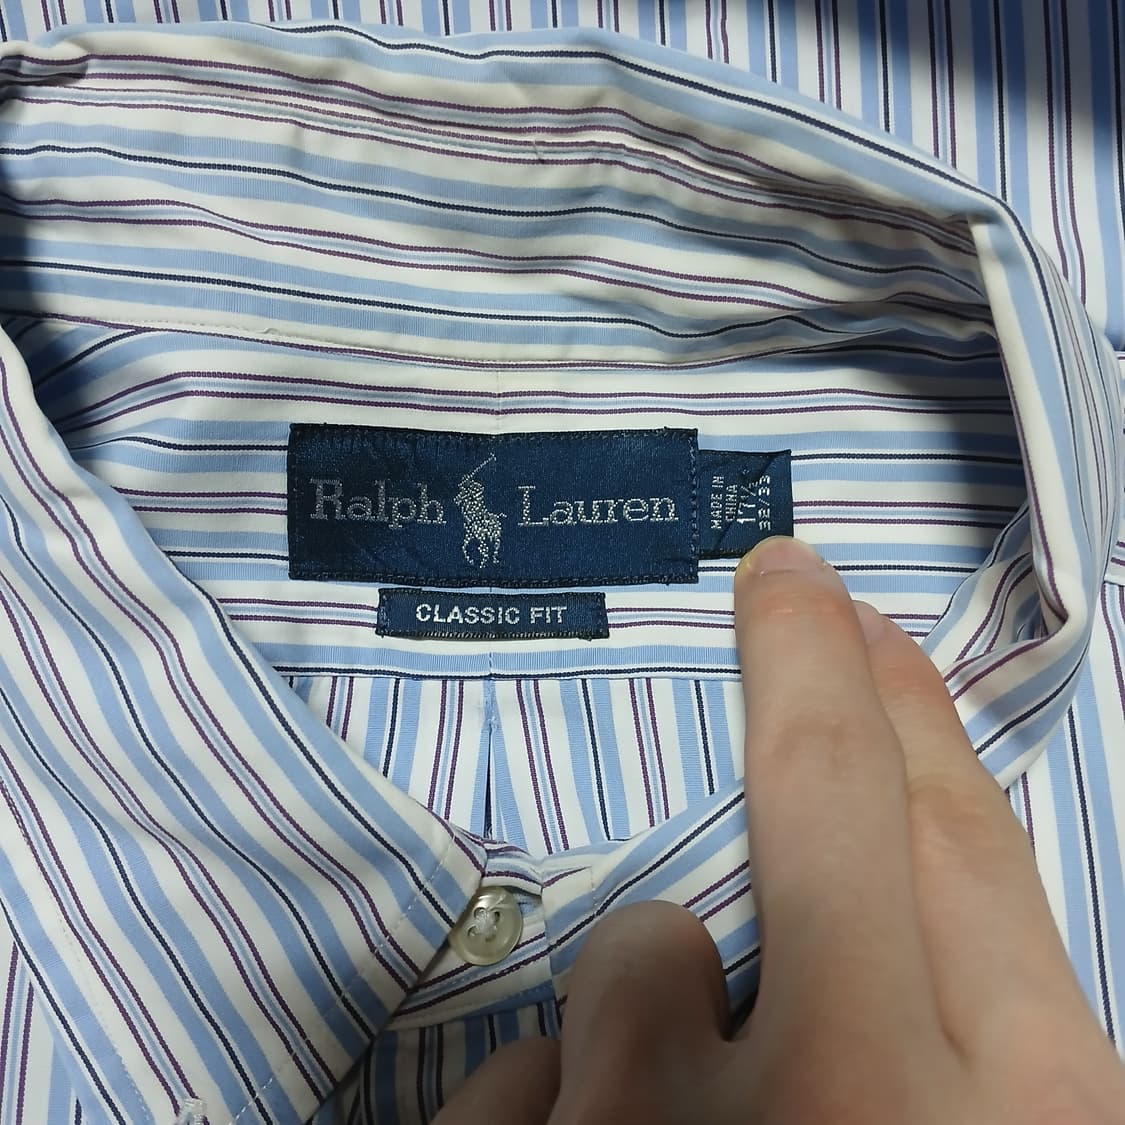 Ralph Lauren
CLASSIC FIT
MADE IN
CHINA
17½
32/33